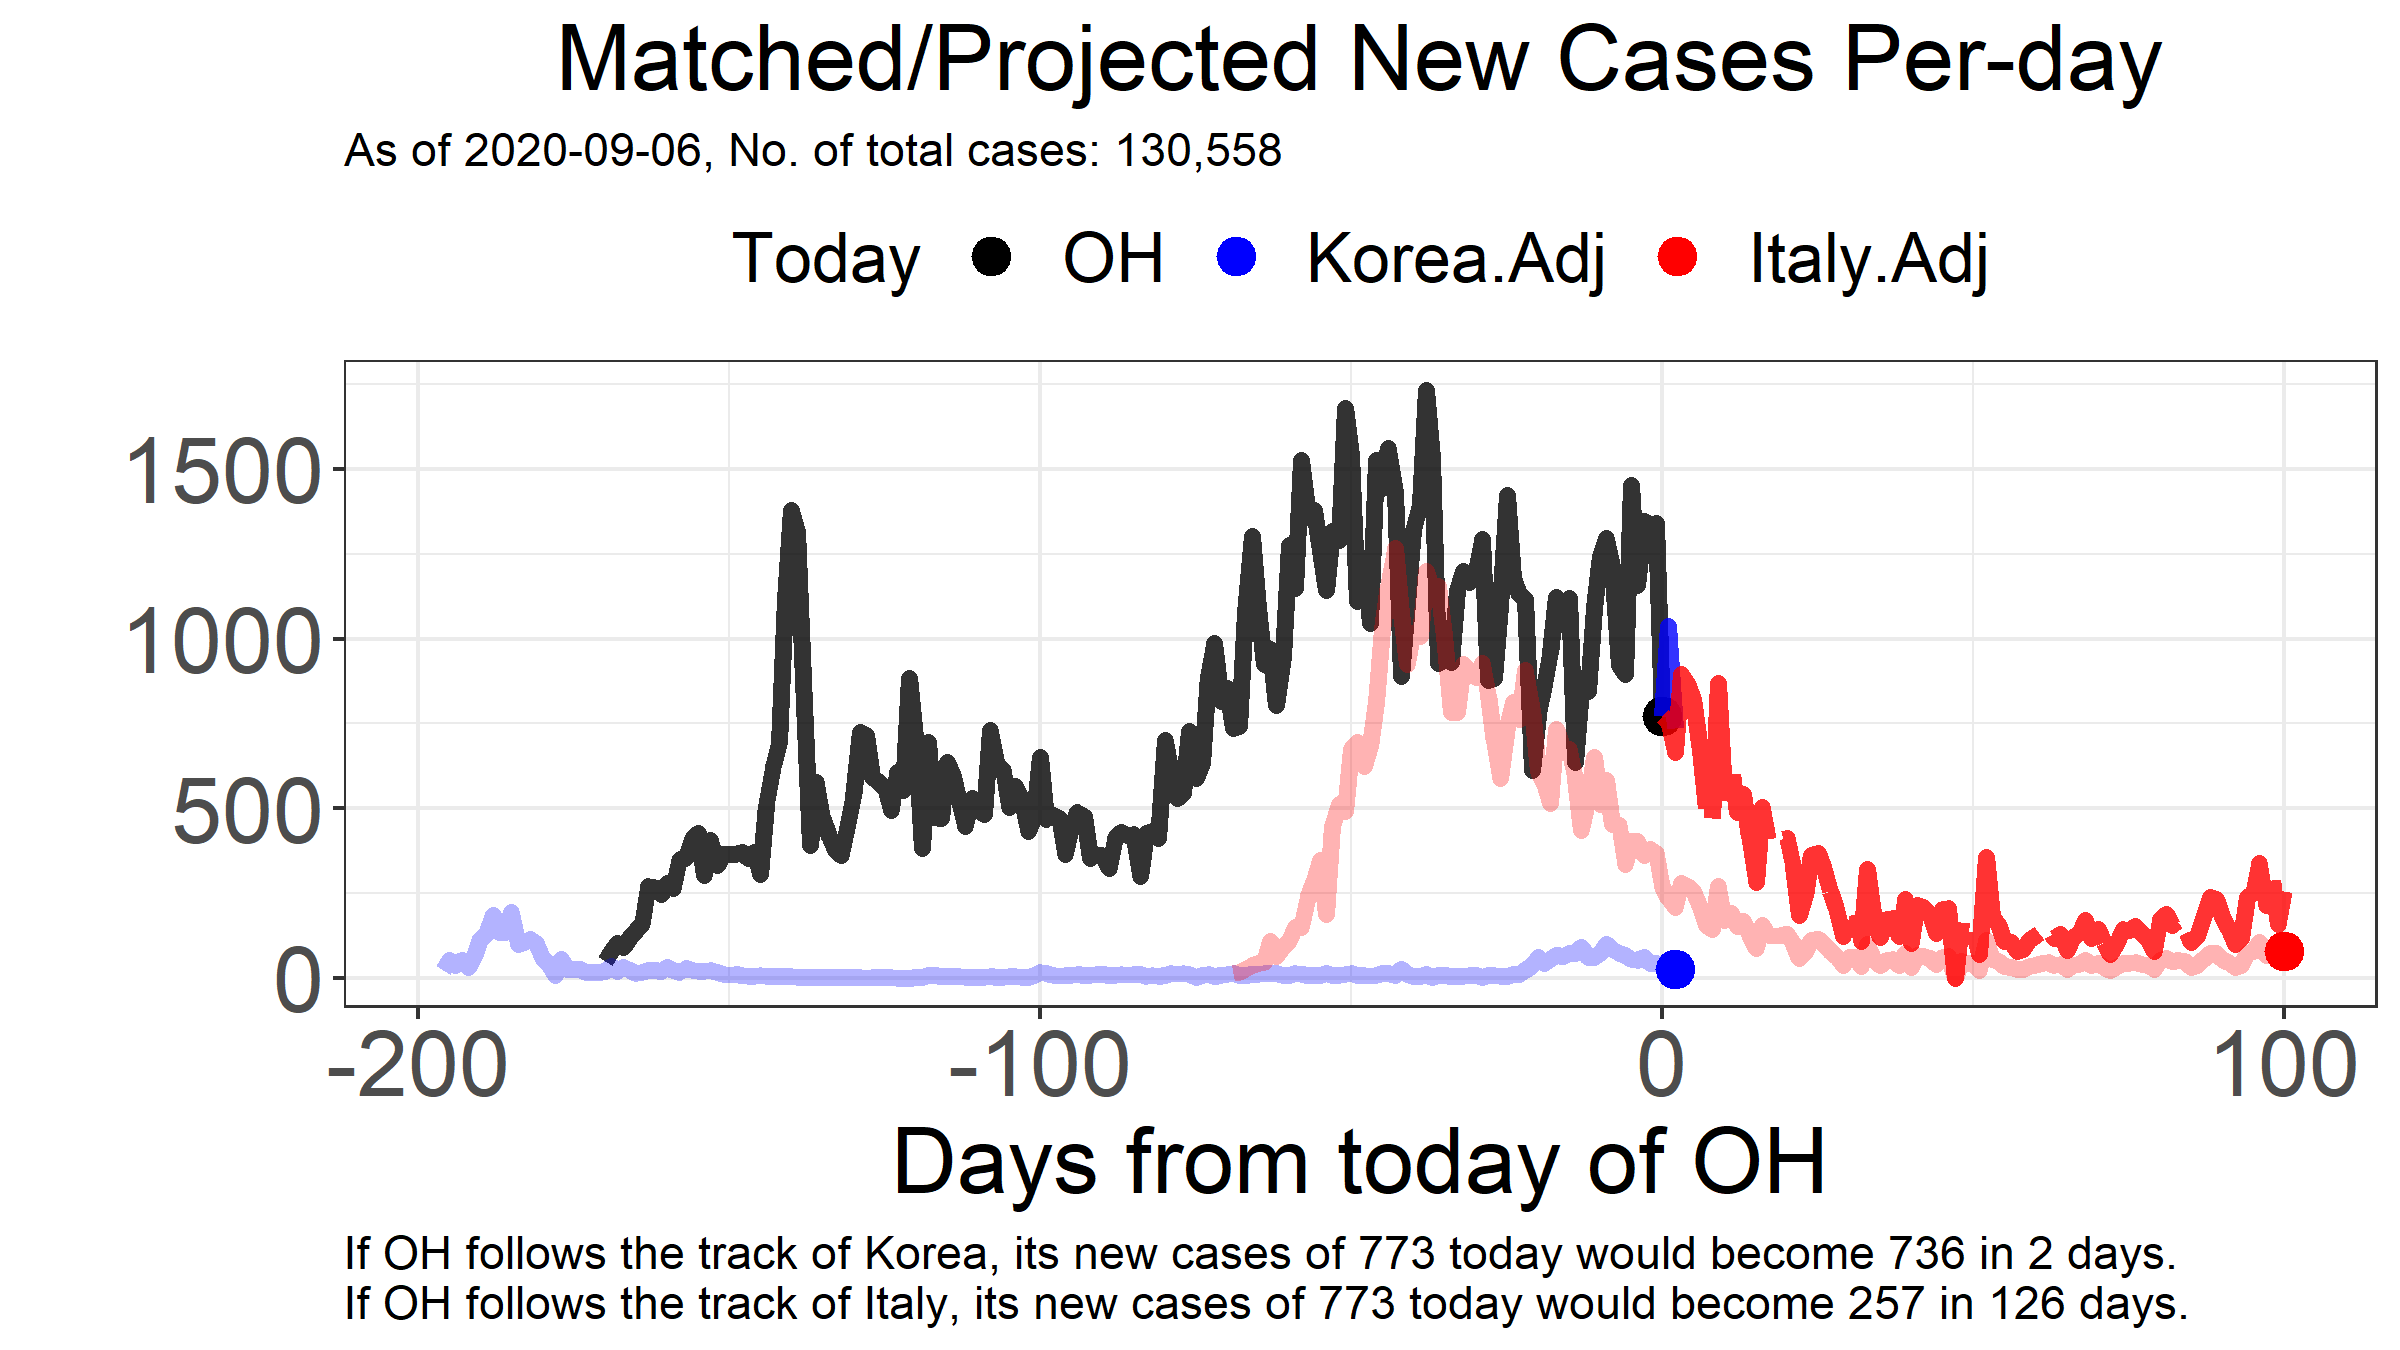 Matched/Projected New Cases Per-day
As of 2020-09-06, No. of total cases: 130,558
Today OH Korea.Adj Italy.Adj
1500
1000
500
0
-200 -100 0 100
Days from today of OH
If OH follows the track of Korea, its new cases of 773 today would become 736 in 2 days.
If OH follows the track of Italy, its new cases of 773 today would become 257 in 126 days.